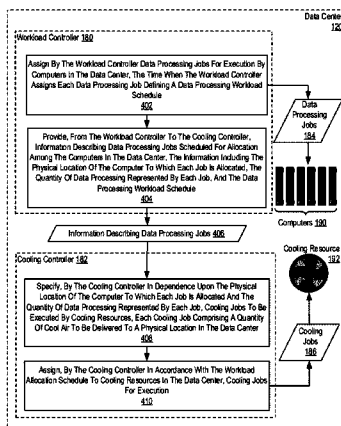 Data Center
120
Workload Controller 180
Assign By The Workload Controller Data Processing Jobs For Execution By
Computers In The Data Center, The Time When The Workload Controller
Assigns Each Data Processing Job Defining A Data Processing Workload
Schedule
402
Data
Processing
Jobs
184
Provide, From The Workload Controller To The Cooling Controller,
Information Describing Data Processing Jobs Scheduled For Allocation
Among The Computers In The Data Center, The Information Including The
Physical Location Of The Computer To Which Each Job Is Allocated, The
Quantity Of Data Processing Represented By Each Job, And The Data
Processing Workload Schedule
404
Computers 190
Information Describing Data Processing Jobs 406
Cooling Resource
192
Cooling Controller 182
Specify, By The Cooling Controller In Dependence Upon The Physical
Location Of The Computer To Which Each Job Is Allocated And The
Quantity Of Data Processing Represented By Each Job, Cooling Jobs To Be
Executed By Cooling Resources, Each Cooling Job Comprising A Quantity
Of Cool Air To Be Delivered To A Physical Location In The Data Center
408
Cooling
Jobs
186
Assign, By The Cooling Controller In Accordance With The Workload
Allocation Schedule To Cooling Resources In The Data Center, Cooling Jobs
For Execution
410